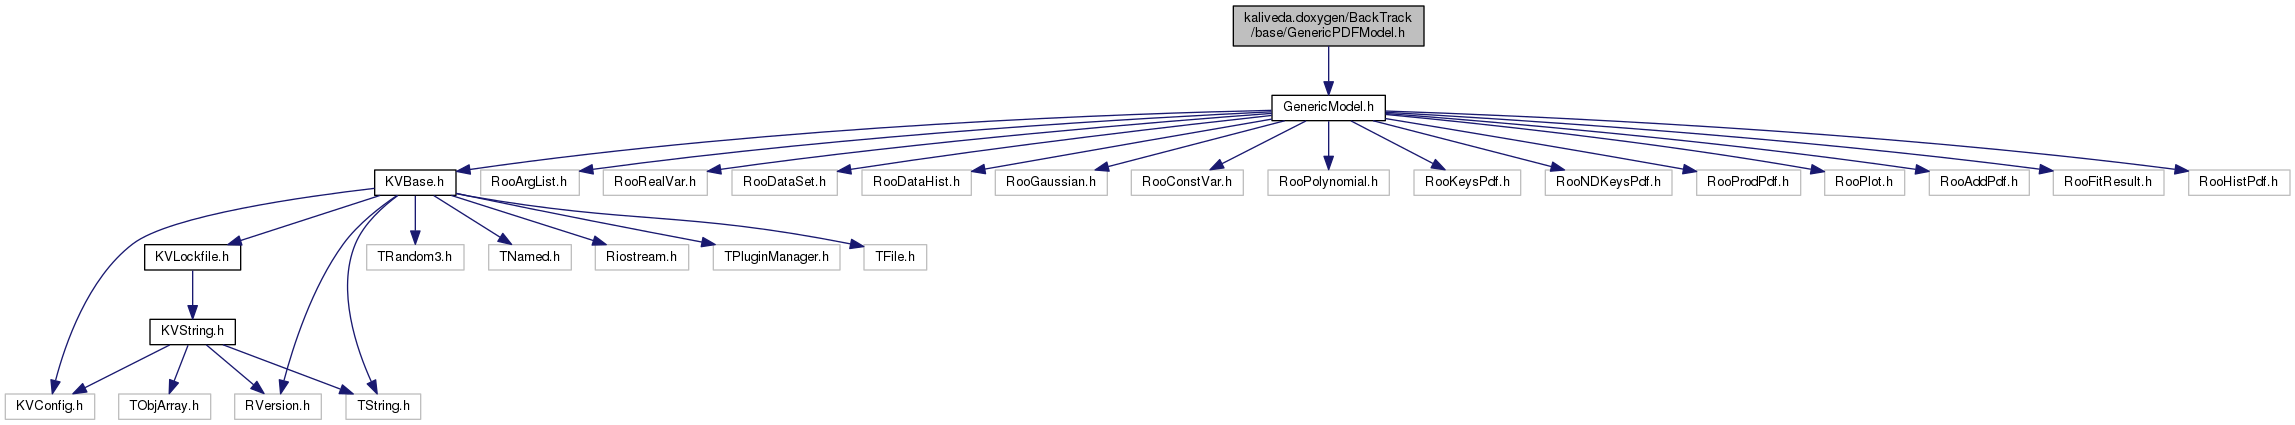 kaliveda.doxygen/BackTrack
/base/GenericPDFModel.h
GenericModel.h
KVBase.h
RooArgList.h
RooRealVar.h
RooDataSet.h
RooDataHist.h
RooGaussian.h
RooConstVar.h
RooPolynomial.h
RooKeysPdf.h
RooNDKeysPdf.h
RooProdPdf.h
RooPlot.h
RooAddPdf.h
RooFitResult.h
RooHistPdf.h
KVLockfile.h
TRandom3.h
TNamed.h
Riostream.h
TPluginManager.h
TFile.h
KVString.h
KVConfig.h
TObjArray.h
RVersion.h
TString.h